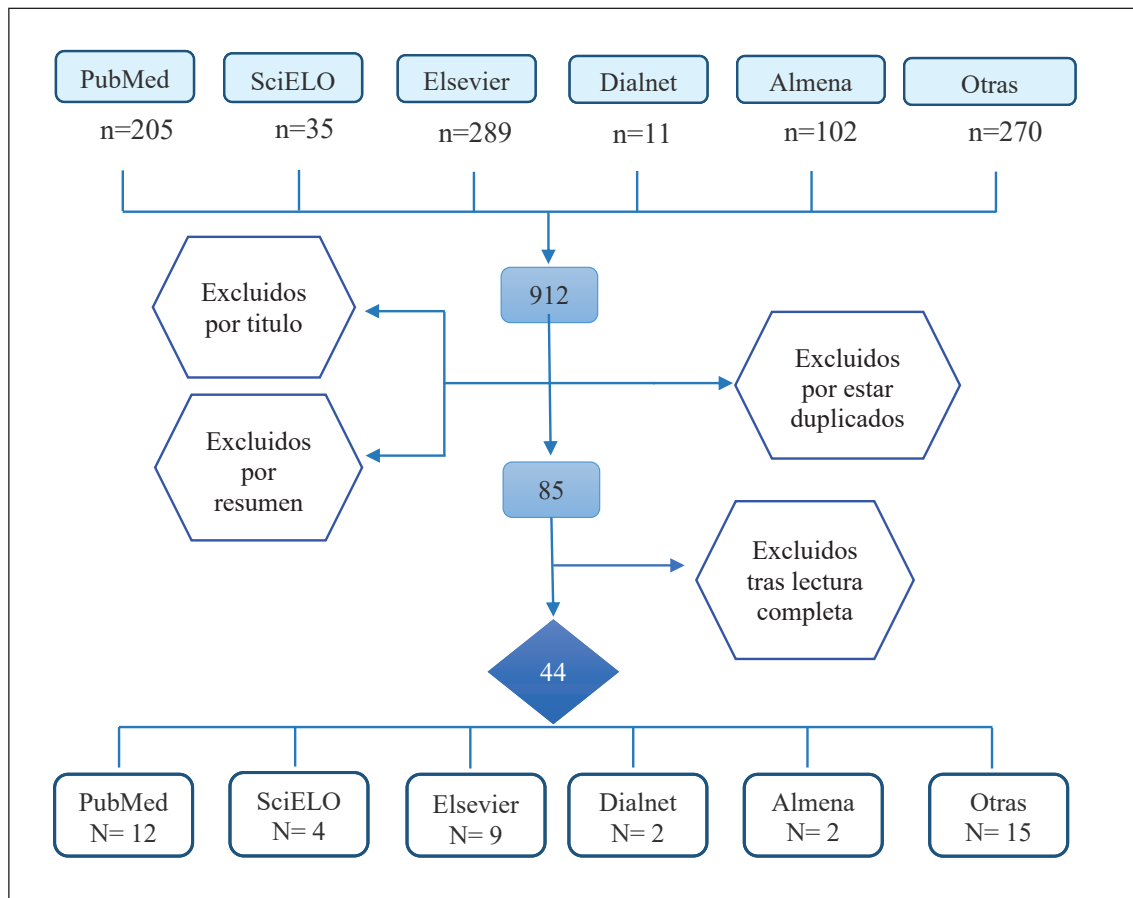 PubMed
SciELO
Elsevier
Dialnet
Almena
Otras
n=205
n=35
n=289
n=11
n=102
n=270
912
Excluidos
por titulo
Excluidos
por estar
duplicados
Excluidos
por
resumen
85
Excluidos
tras lectura
completa
44
PubMed
N= 12
SciELO
N= 4
Elsevier
N= 9
Dialnet
N= 2
Almena
N= 2
Otras
N= 15